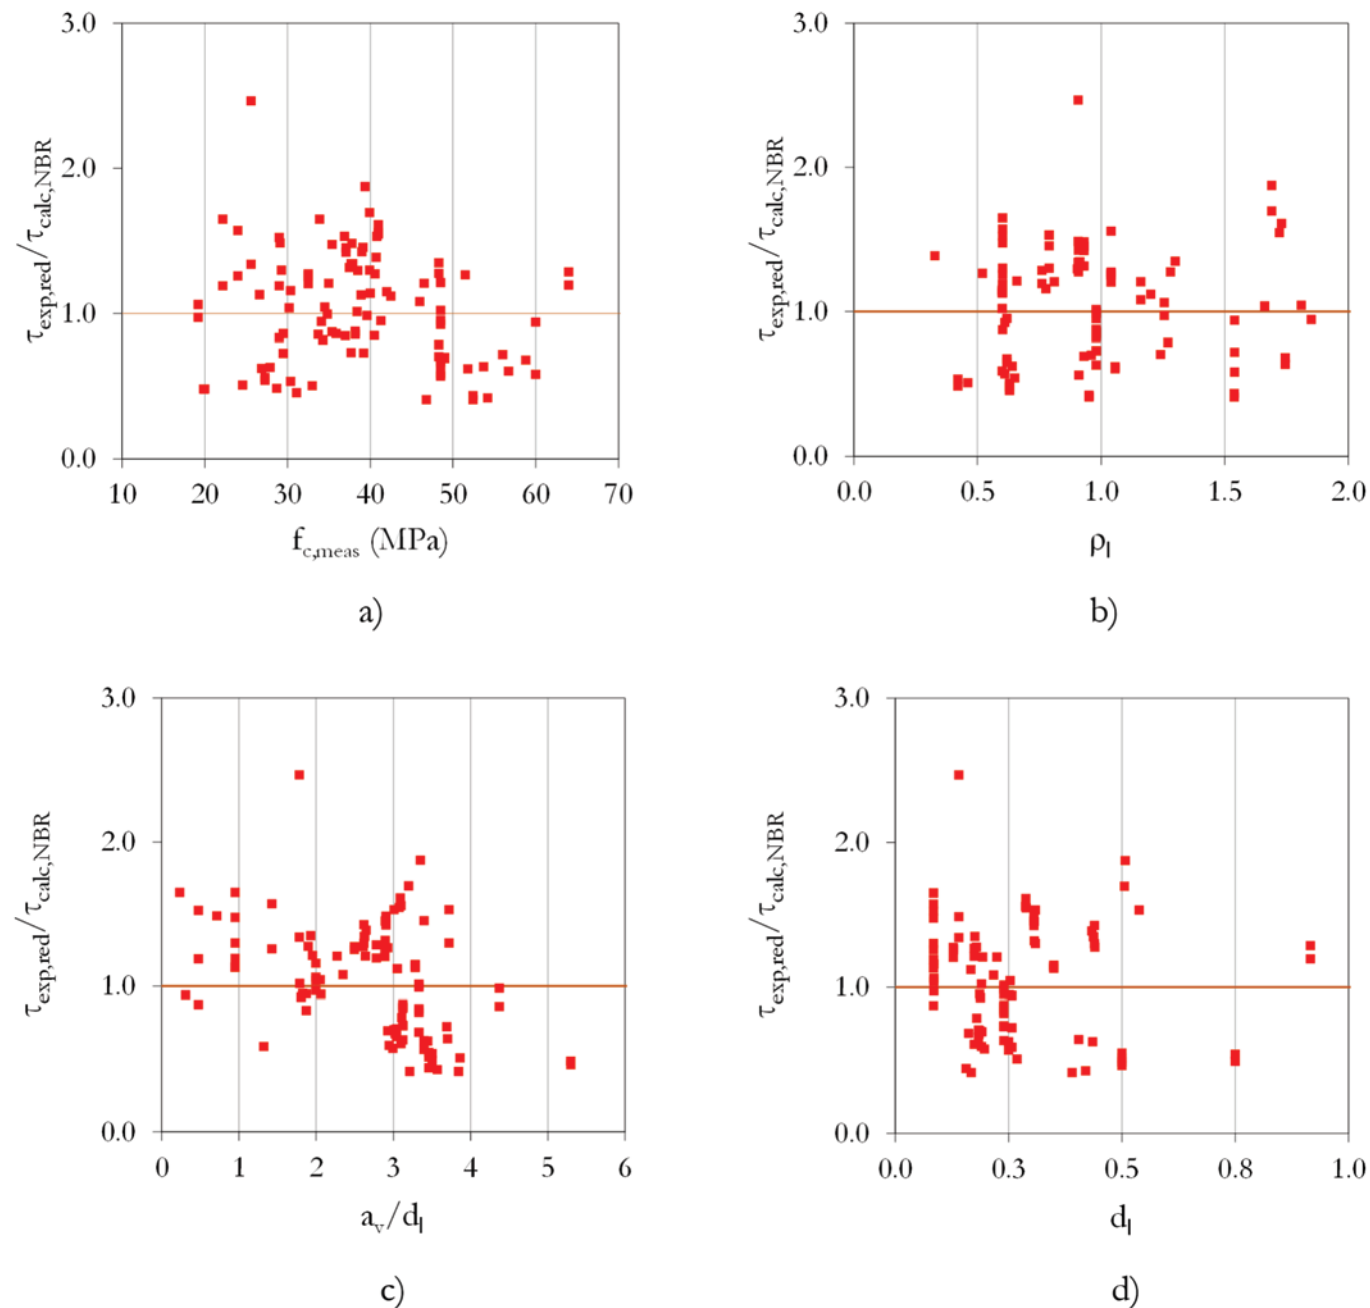 3.0
2.0
1.0
0.0
τexp,red/τcalc,NBR
10 20 30 40 50 60 70
fc,meas (MPa)
a)
3.0
2.0
1.0
0.0
τexp,red/τcalc,NBR
0.0 0.5 1.0 1.5 2.0
ρl
b)
3.0
2.0
1.0
0.0
τexp,red/τcalc,NBR
0 1 2 3 4 5 6
av/dl
c)
3.0
2.0
1.0
0.0
τexp,red/τcalc,NBR
0.0 0.3 0.5 0.8 1.0
dl
d)